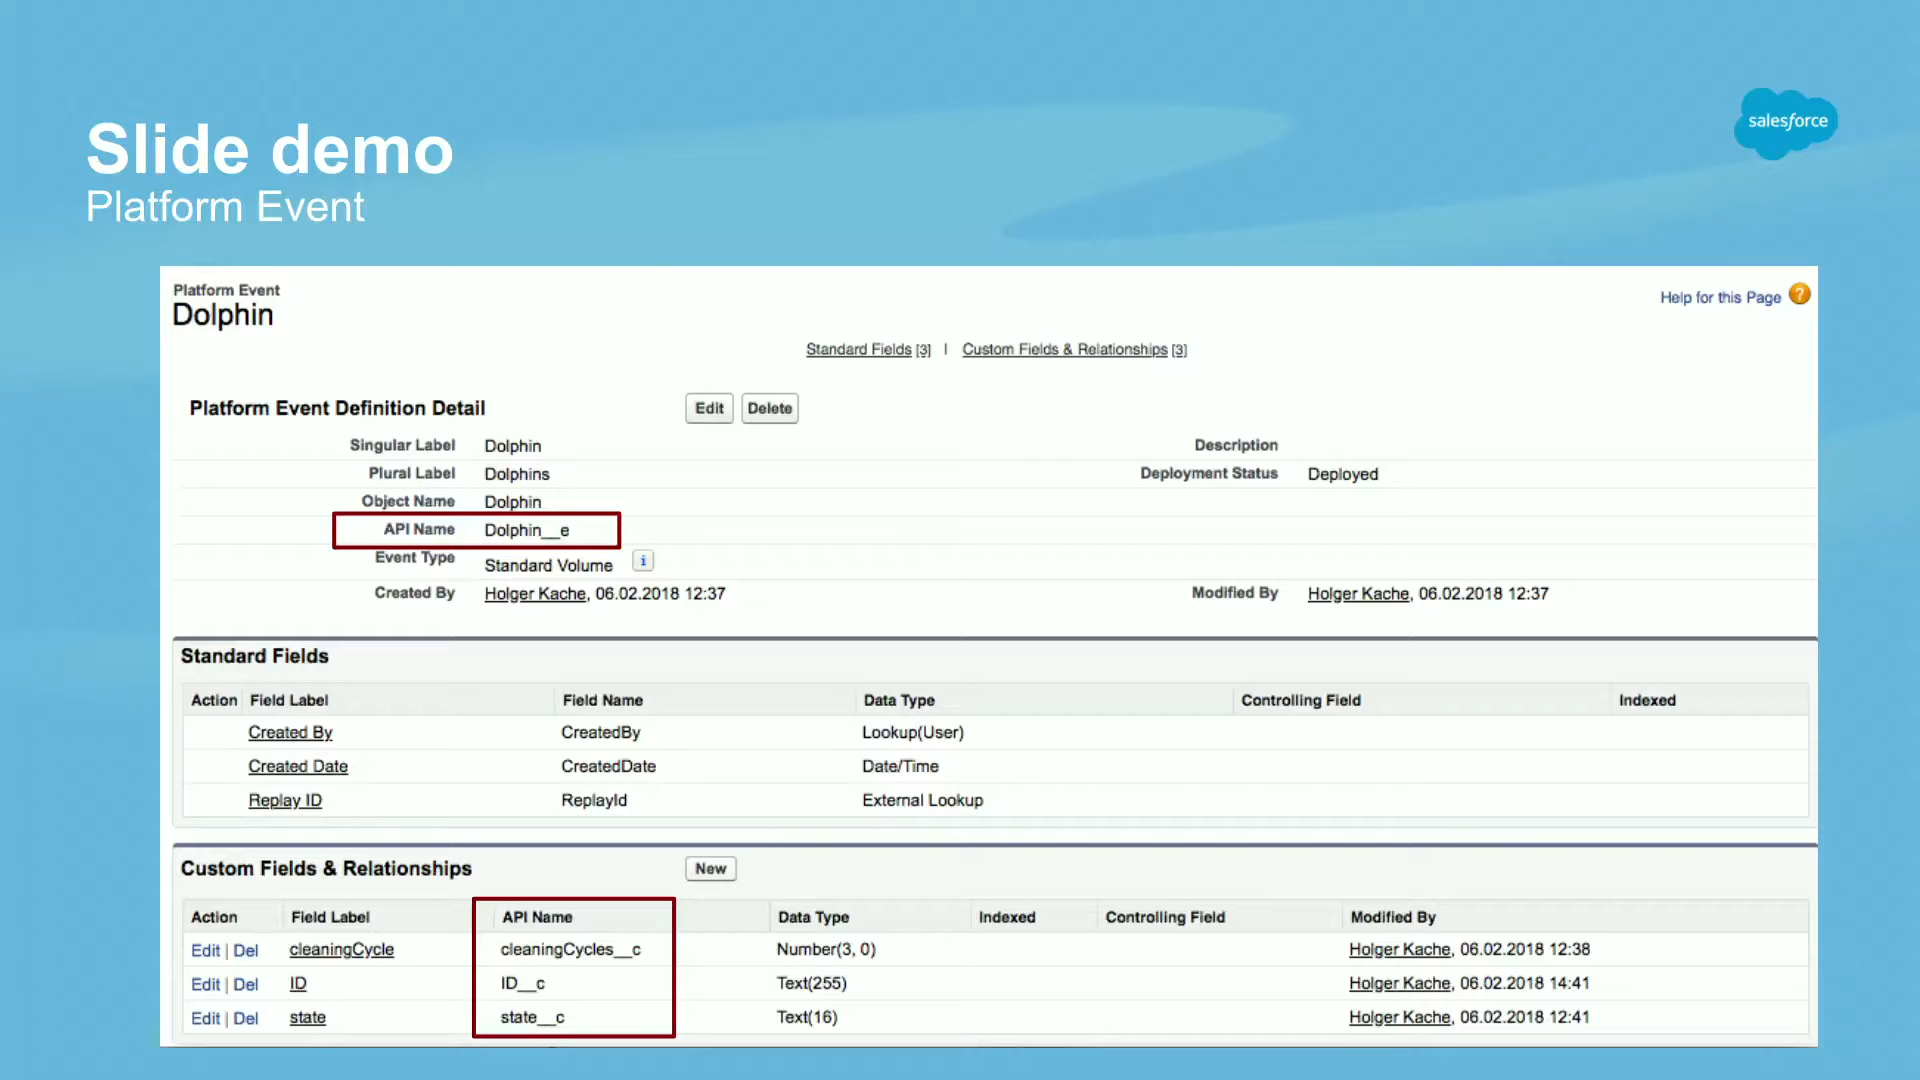 Slide demo
Platform Event
salesforce
Platform Event
Dolphin
Help for this Page ?
Standard Fields [3] | Custom Fields & Relationships [3]
Platform Event Definition Detail Edit Delete
Singular Label Dolphin Description
Plural Label Dolphins Deployment Status Deployed
Object Name Dolphin
API Name Dolphin__e
Event Type Standard Volume i
Created By Holger Kache, 06.02.2018 12:37 Modified By Holger Kache, 06.02.2018 12:37
Standard Fields
Action Field Label Field Name Data Type Controlling Field Indexed
Created By CreatedBy Lookup(User)
Created Date CreatedDate Date/Time
Replay ID ReplayId External Lookup
Custom Fields & Relationships New
Action Field Label API Name Data Type Indexed Controlling Field Modified By
Edit | Del cleaningCycle cleaningCycles__c Number(3, 0) Holger Kache, 06.02.2018 12:38
Edit | Del ID ID__c Text(255) Holger Kache, 06.02.2018 14:41
Edit | Del state state__c Text(16) Holger Kache, 06.02.2018 12:41